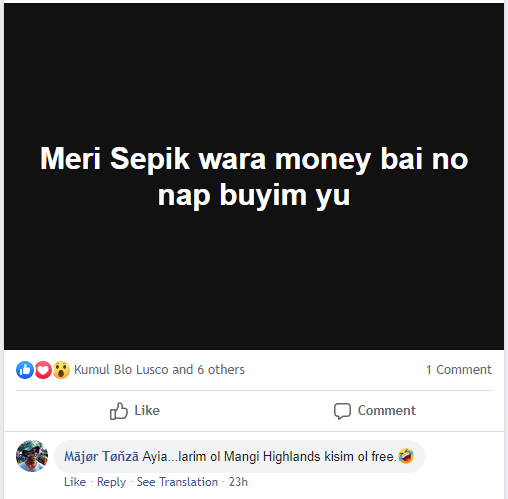 Meri Sepik wara money bai no
nap buyim yu
Kumul Blo Lusco and 6 others
1 Comment
Like
Comment
Mājør Tøñzā Ayia...larim ol Mangi Highlands kisim ol free.🤣
Like · Reply · See Translation · 23h